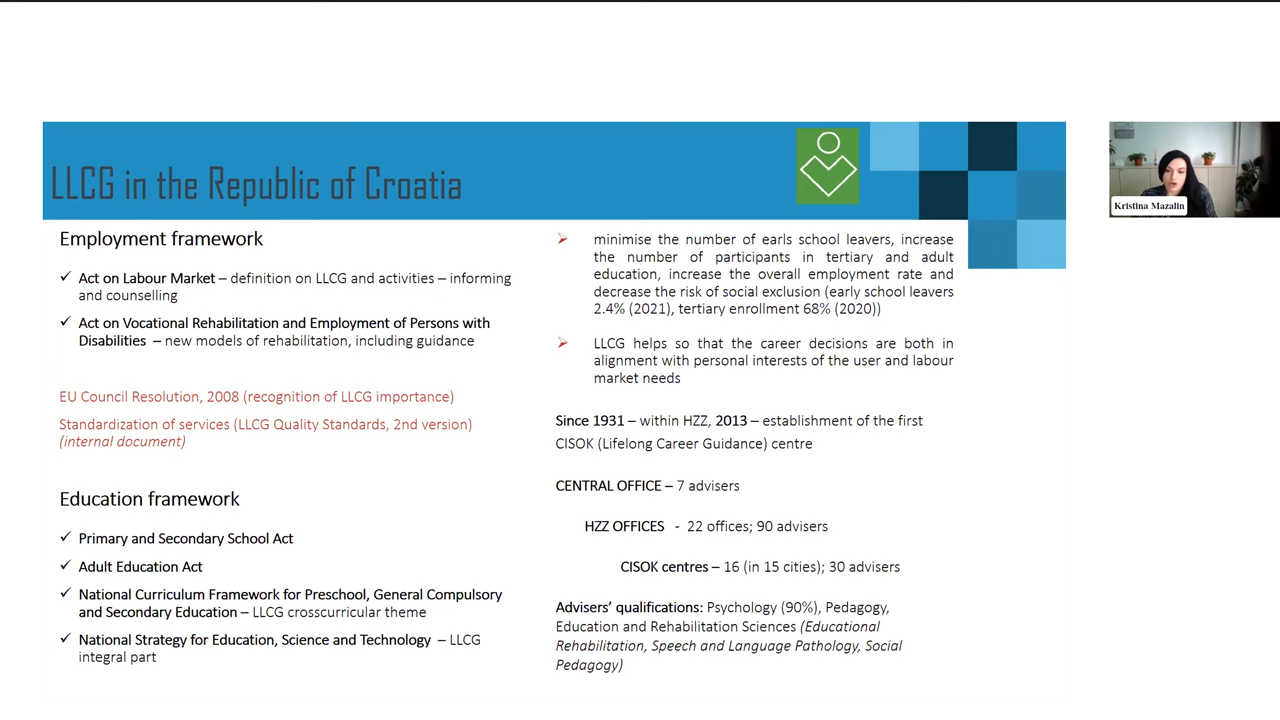 LLCG in the Republic of Croatia
Employment framework
✓ Act on Labour Market – definition on LLCG and activities – informing
and counselling
✓ Act on Vocational Rehabilitation and Employment of Persons with
Disabilities – new models of rehabilitation, including guidance
EU Council Resolution, 2008 (recognition of LLCG importance)
Standardization of services (LLCG Quality Standards, 2nd version)
(internal document)
Education framework
✓ Primary and Secondary School Act
✓ Adult Education Act
✓ National Curriculum Framework for Preschool, General Compulsory
and Secondary Education – LLCG crosscurricular theme
✓ National Strategy for Education, Science and Technology – LLCG
integral part
➢ minimise the number of earls school leavers, increase
the number of participants in tertiary and adult
education, increase the overall employment rate and
decrease the risk of social exclusion (early school leavers
2.4% (2021), tertiary enrollment 68% (2020))
➢ LLCG helps so that the career decisions are both in
alignment with personal interests of the user and labour
market needs
Since 1931 – within HZZ, 2013 – establishment of the first
CISOK (Lifelong Career Guidance) centre
CENTRAL OFFICE – 7 advisers
HZZ OFFICES - 22 offices; 90 advisers
CISOK centres – 16 (in 15 cities); 30 advisers
Advisers’ qualifications: Psychology (90%), Pedagogy,
Education and Rehabilitation Sciences (Educational
Rehabilitation, Speech and Language Pathology, Social
Pedagogy)
Kristina Mazalin